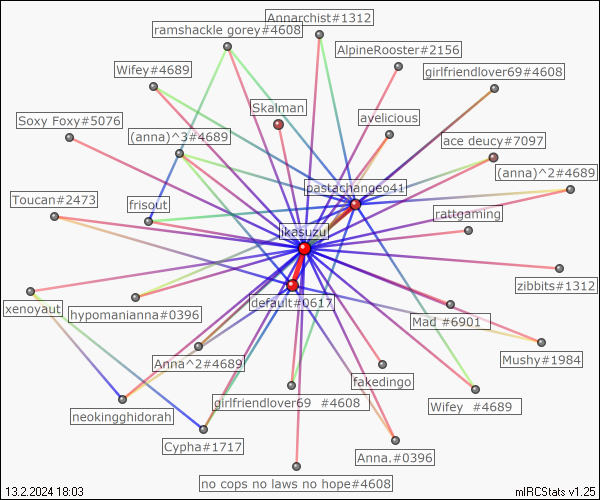 Annarchist#1312
ramshackle gorey#4608
AlpineRooster#2156
Wifey#4689
girlfriendlover69#4608
Skalman
avelicious
Soxy Foxy#5076
(anna)^3#4689
ace deucy#7097
(anna)^2#4689
pastachangeo41
Toucan#2473
frisout
rattgaming
ikasuzu
zibbits#1312
default#0617
xenoyaut
hypomanianna#0396
Mad #6901
Anna^2#4689
Mushy#1984
fakedingo
girlfriendlover69 #4608
Wifey #4689
neokingghidorah
Cypha#1717
Anna.#0396
no cops no laws no hope#4608
13.2.2024 18:03
mIRCStats v1.25